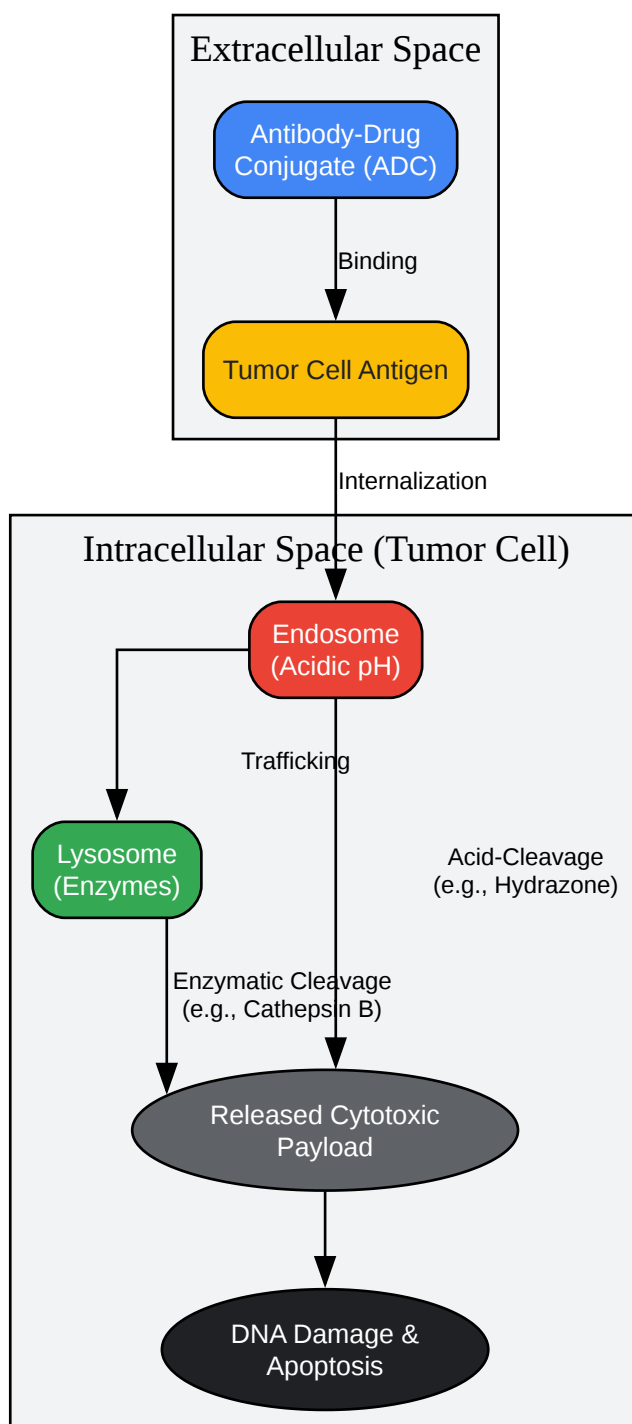 Extracellular Space
Antibody-Drug
Conjugate (ADC)
Binding
Tumor Cell Antigen
Internalization
Intracellular Space (Tumor Cell)
Endosome
(Acidic pH)
Trafficking
Lysosome
(Enzymes)
Acid-Cleavage
(e.g., Hydrazone)
Enzymatic Cleavage
(e.g., Cathepsin B)
Released Cytotoxic
Payload
DNA Damage &
Apoptosis